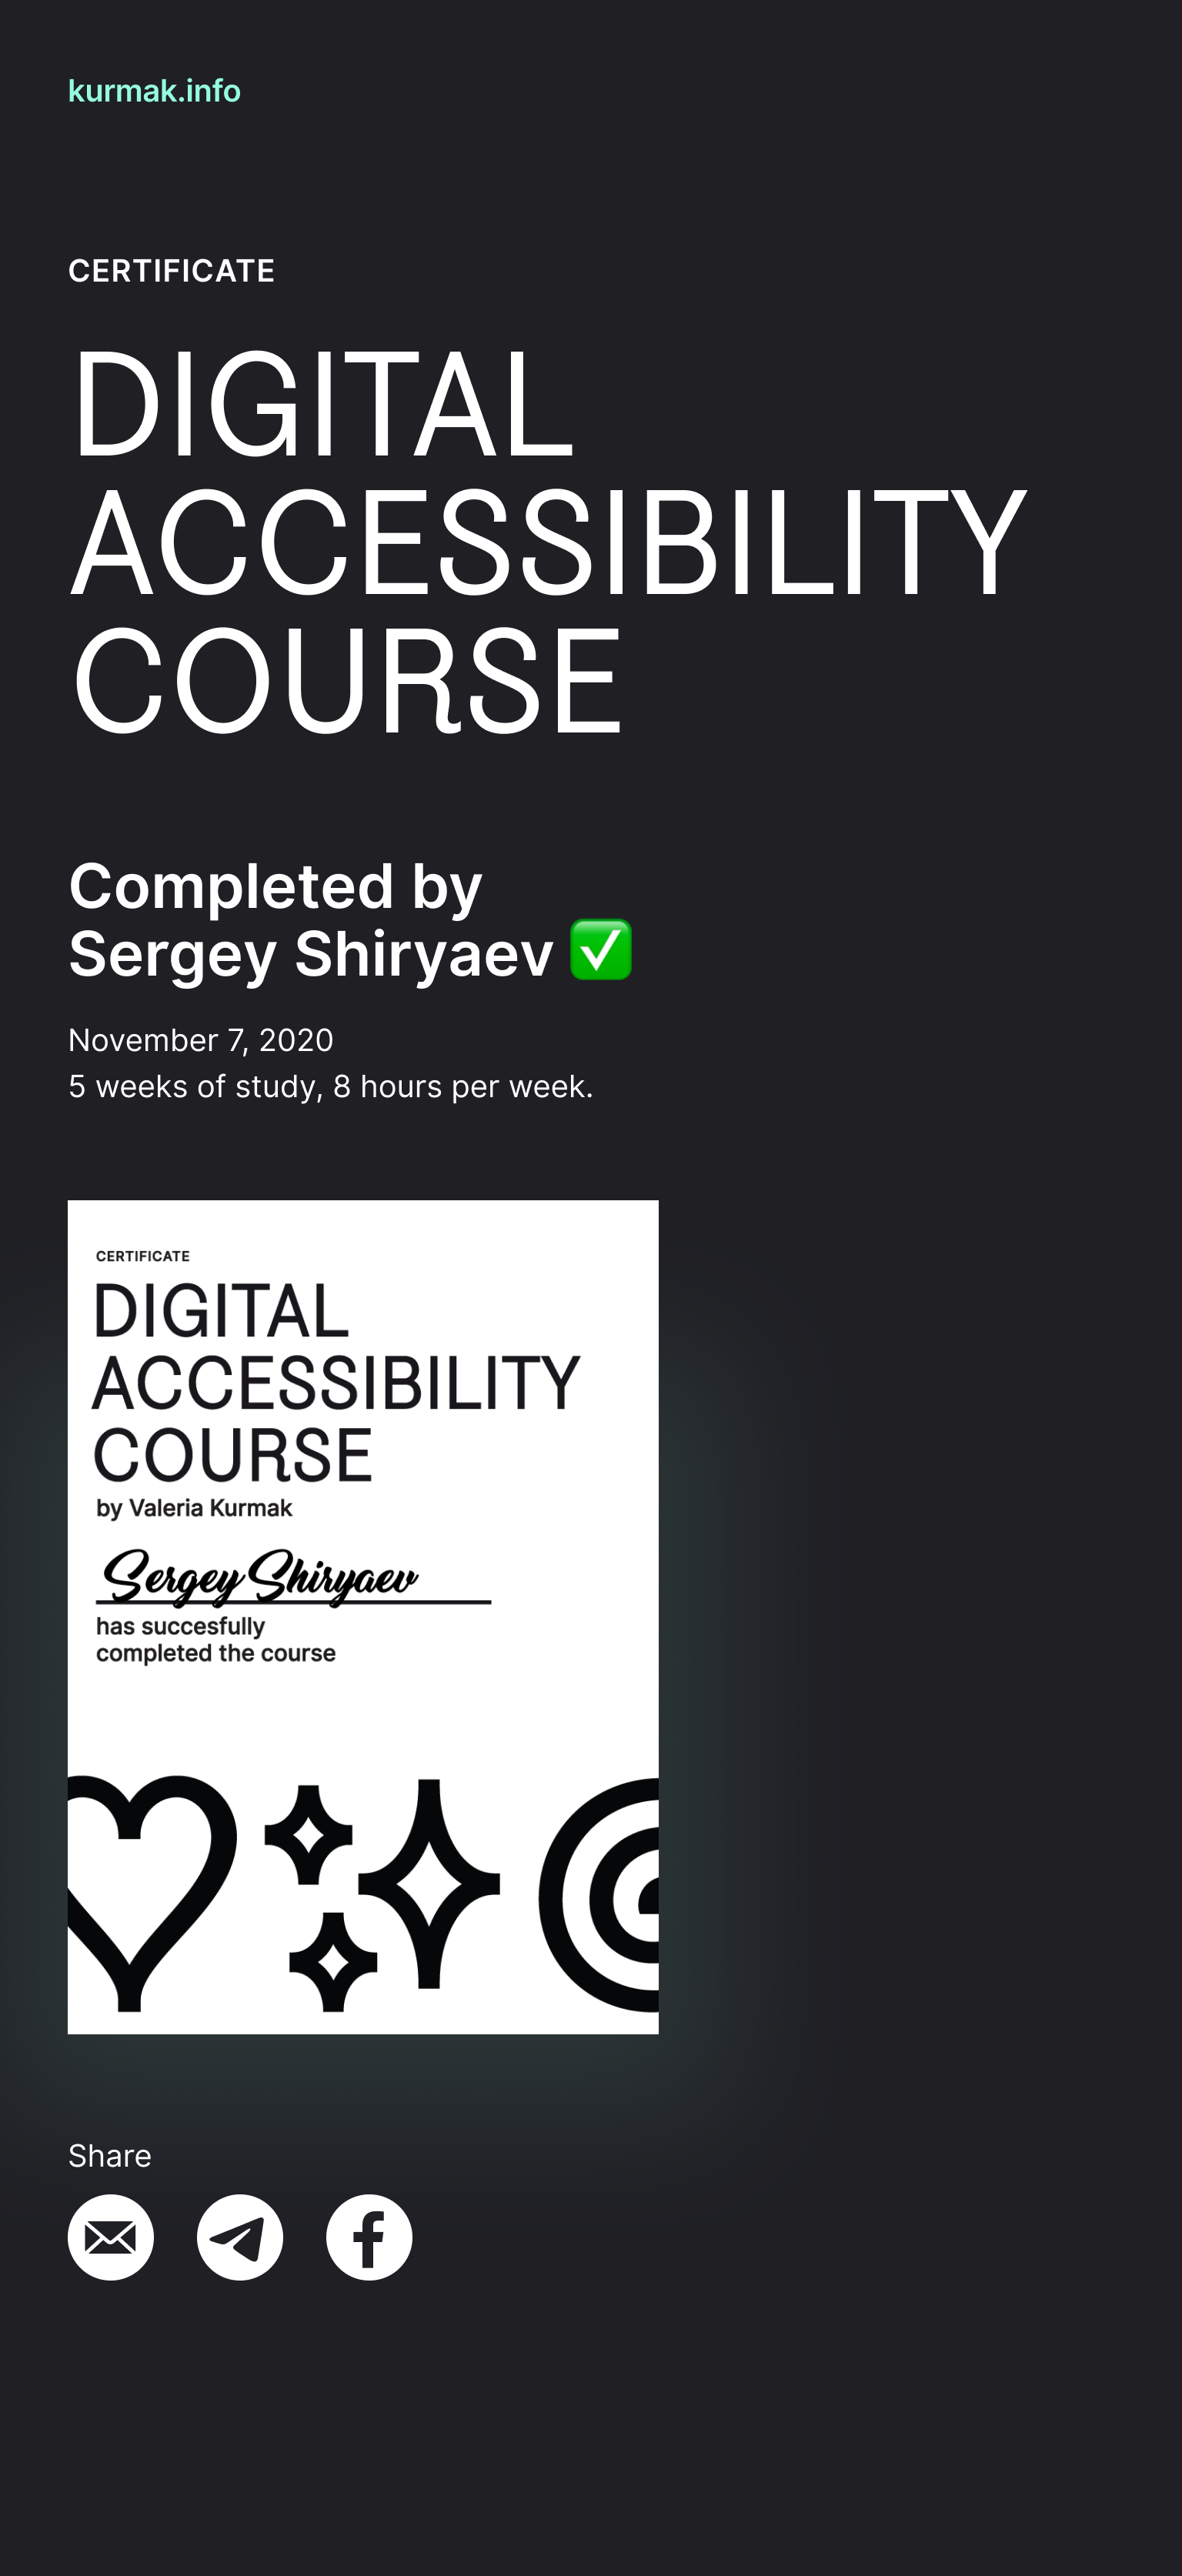 kurmak.info
CERTIFICATE
DIGITAL
ACCESSIBILITY
COURSE
Completed by
Sergey Shiryaev ✅
November 7, 2020
5 weeks of study, 8 hours per week.
CERTIFICATE
DIGITAL
ACCESSIBILITY
COURSE
by Valeria Kurmak
Sergey Shiryaev
has succesfully
completed the course
Share